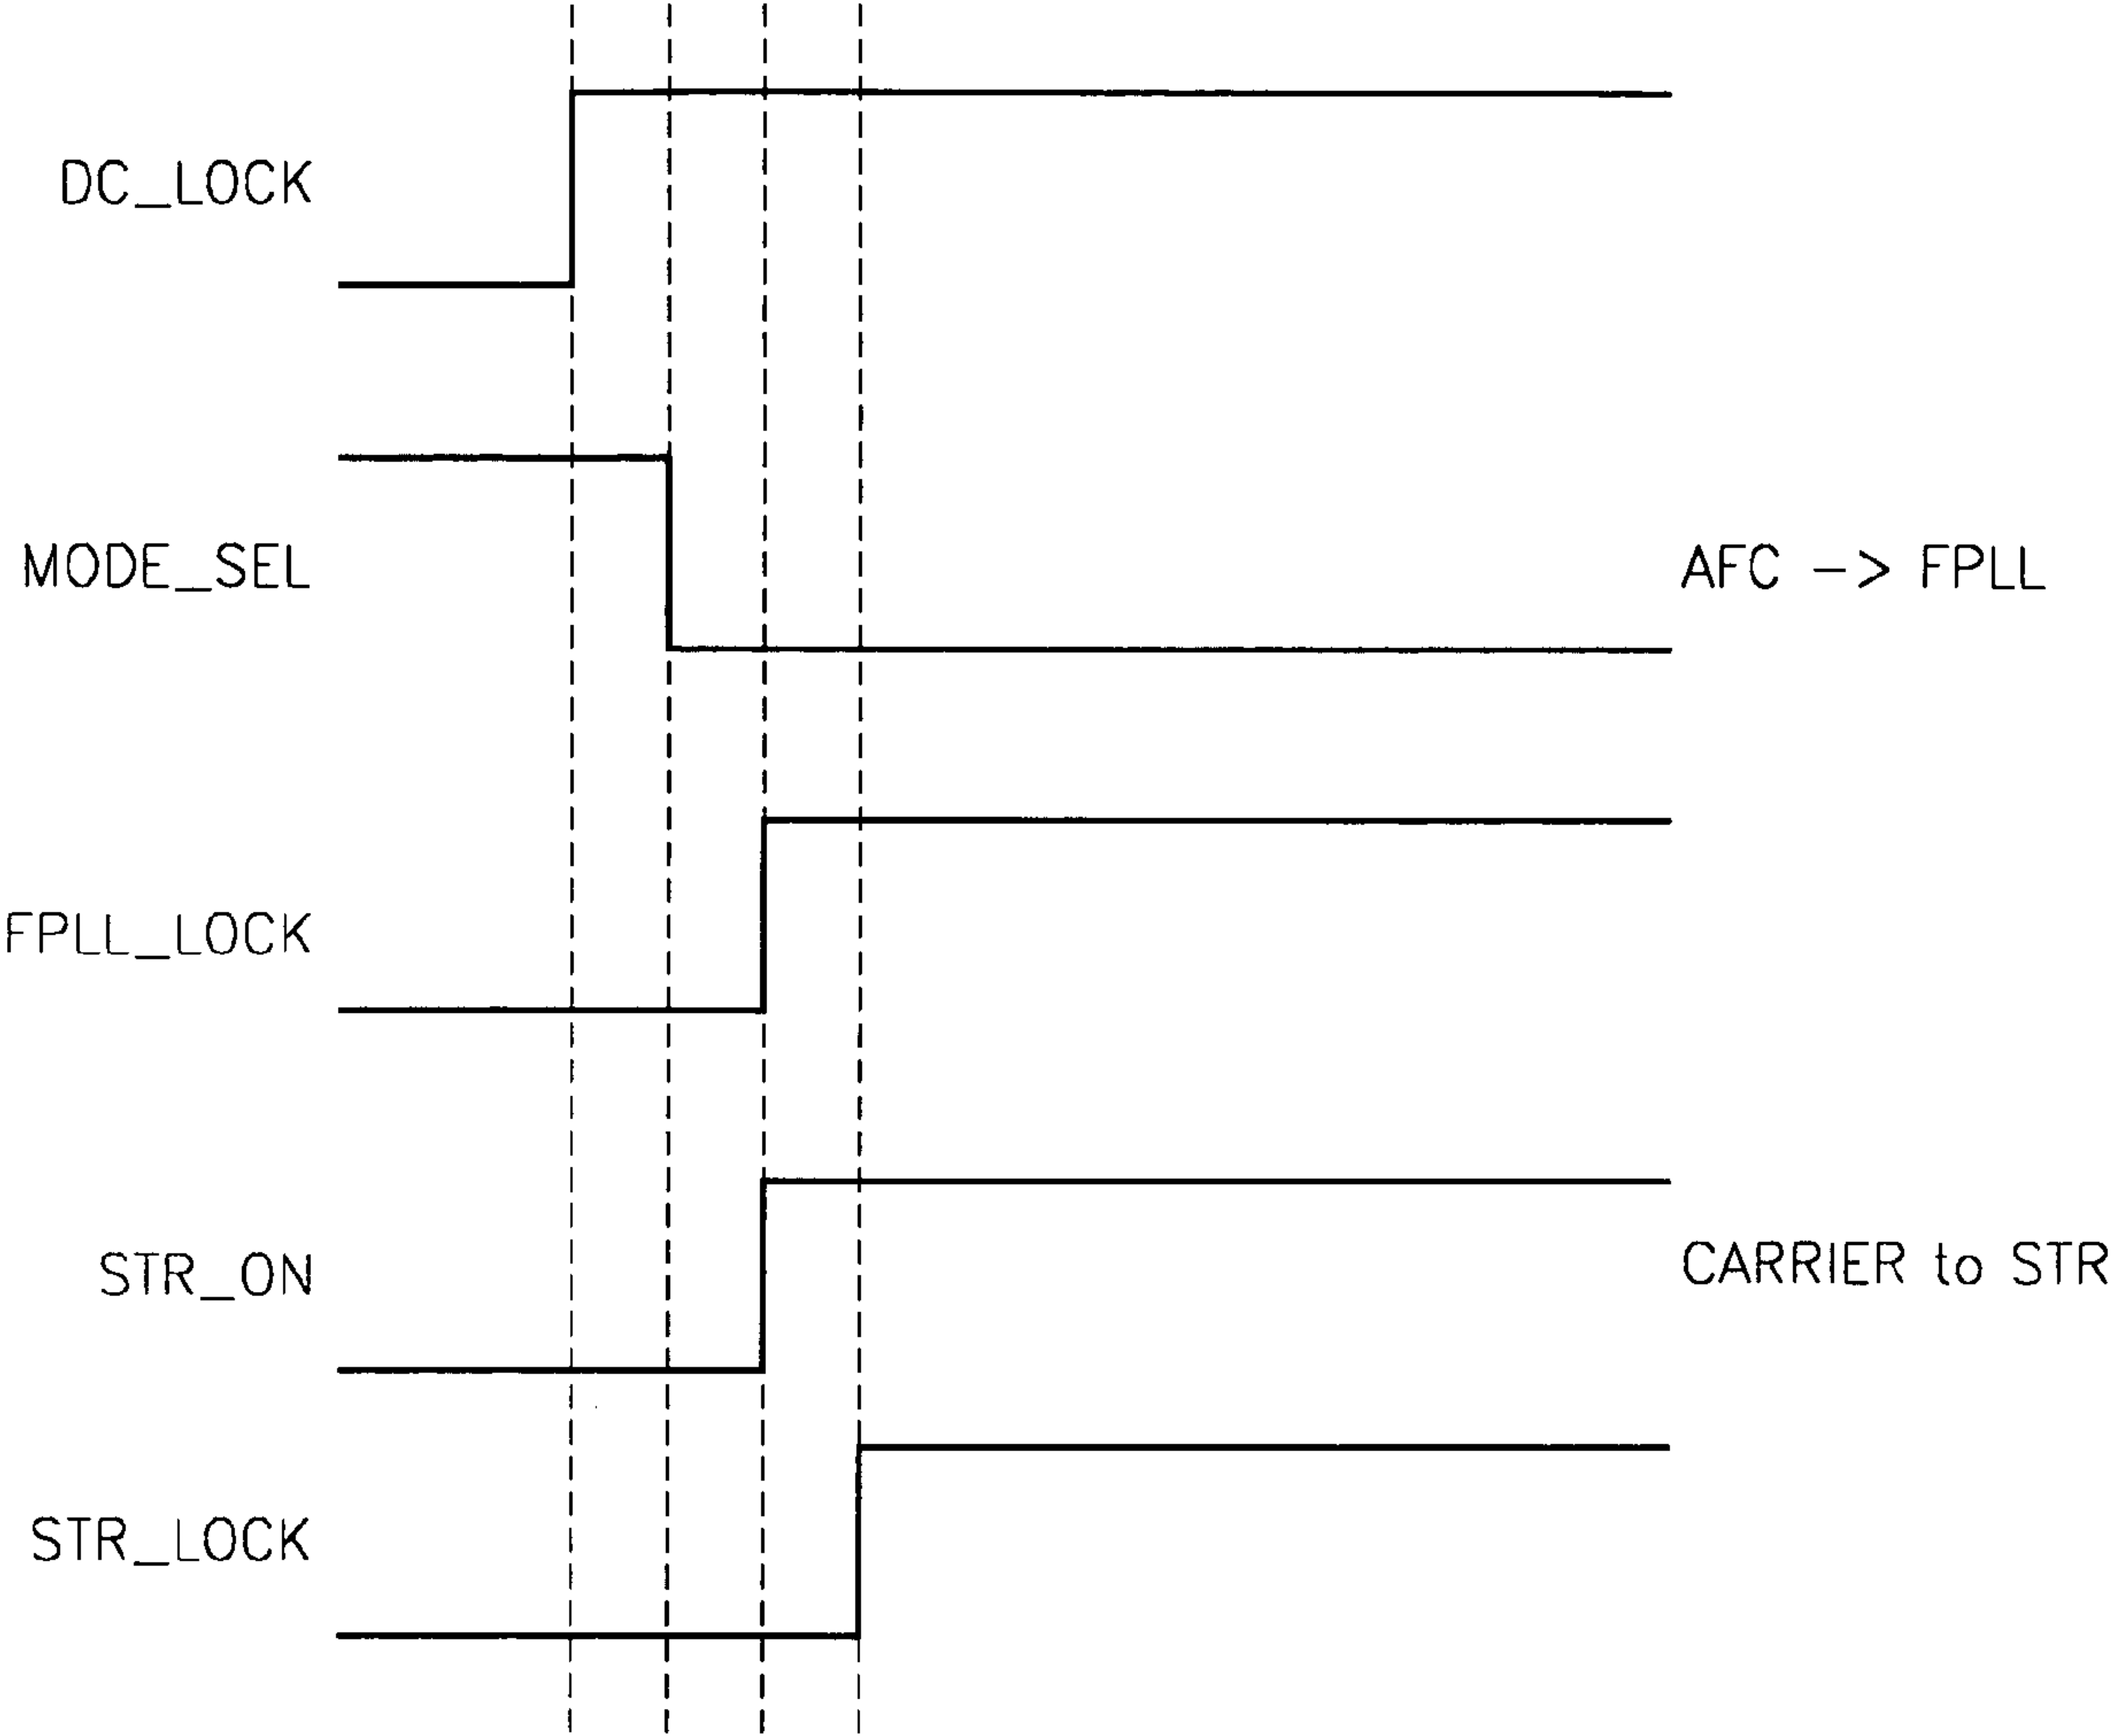 DC_LOCK
MODE_SEL
AFC -> FPLL
FPLL_LOCK
STR_ON
CARRIER to STR
STR_LOCK